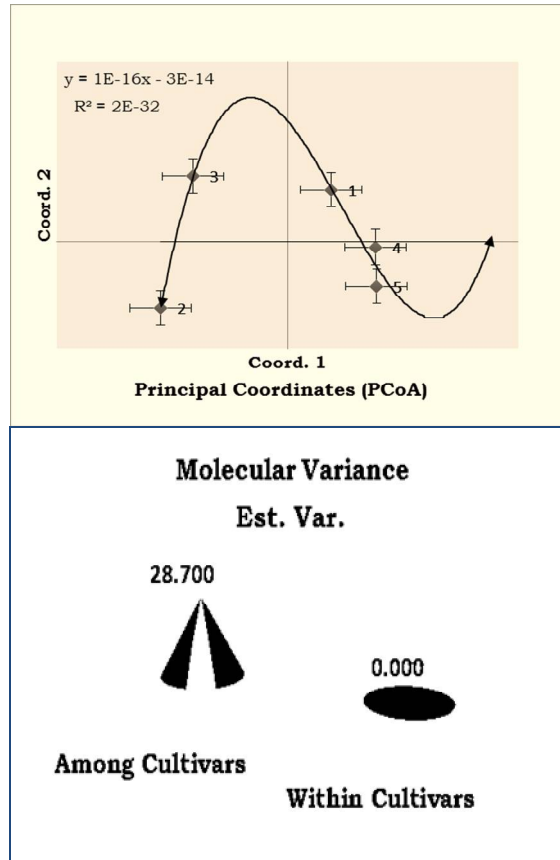 y = 1E-16x - 3E-14
R² = 2E-32
Coord. 2
3
1
4
5
2
Coord. 1
Principal Coordinates (PCoA)
Molecular Variance
Est. Var.
28.700
0.000
Among Cultivars
Within Cultivars